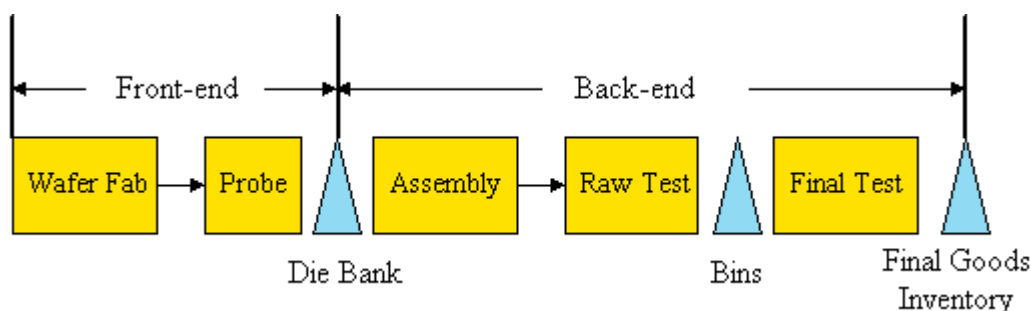 Front-end
Back-end
Wafer Fab
Probe
Assembly
Raw Test
Final Test
Die Bank
Bins
Final Goods
Inventory